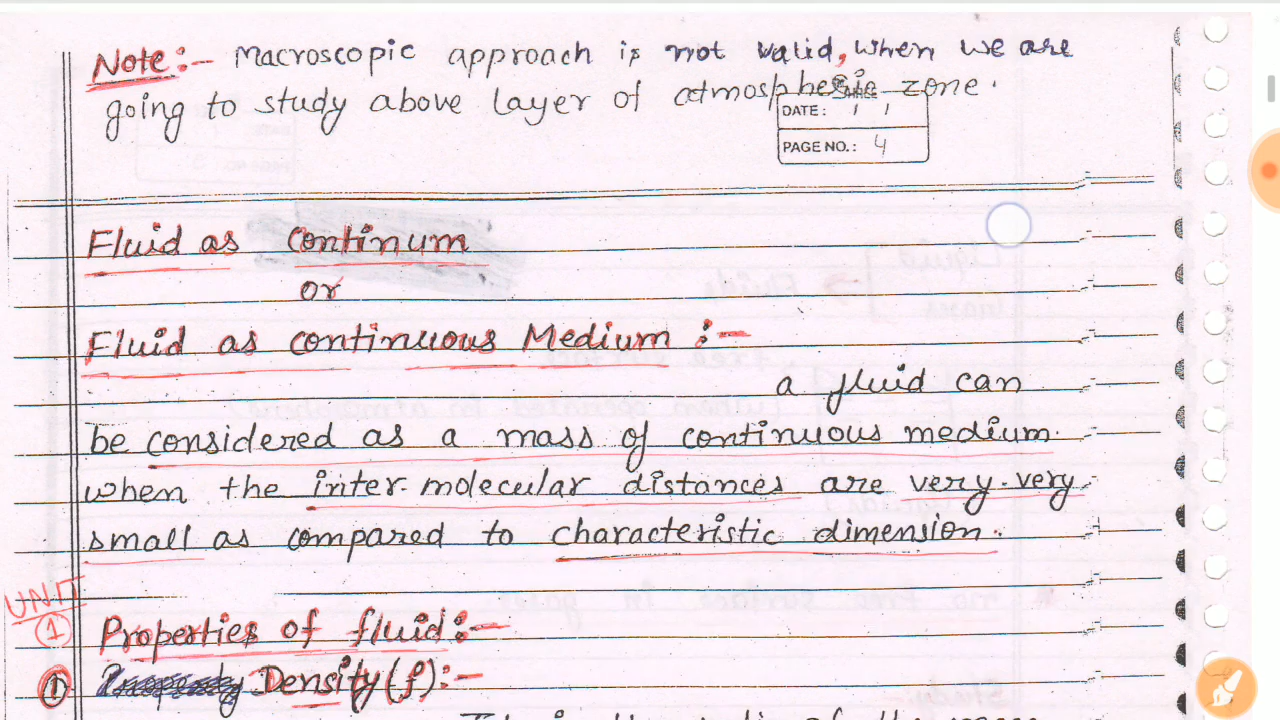 Note:- Macroscopic approach is not valid, when we are
going to study above layer of atmospheric zone.
DATE: / /
PAGE NO.: 4
Fluid as Continum
or
Fluid as continuous Medium :-
a fluid can
be considered as a mass of continuous medium.
when the inter-molecular distances are very-very
small as compared to characteristic dimension.
UNIT
1
Properties of fluid:-
1 Density (ρ):-